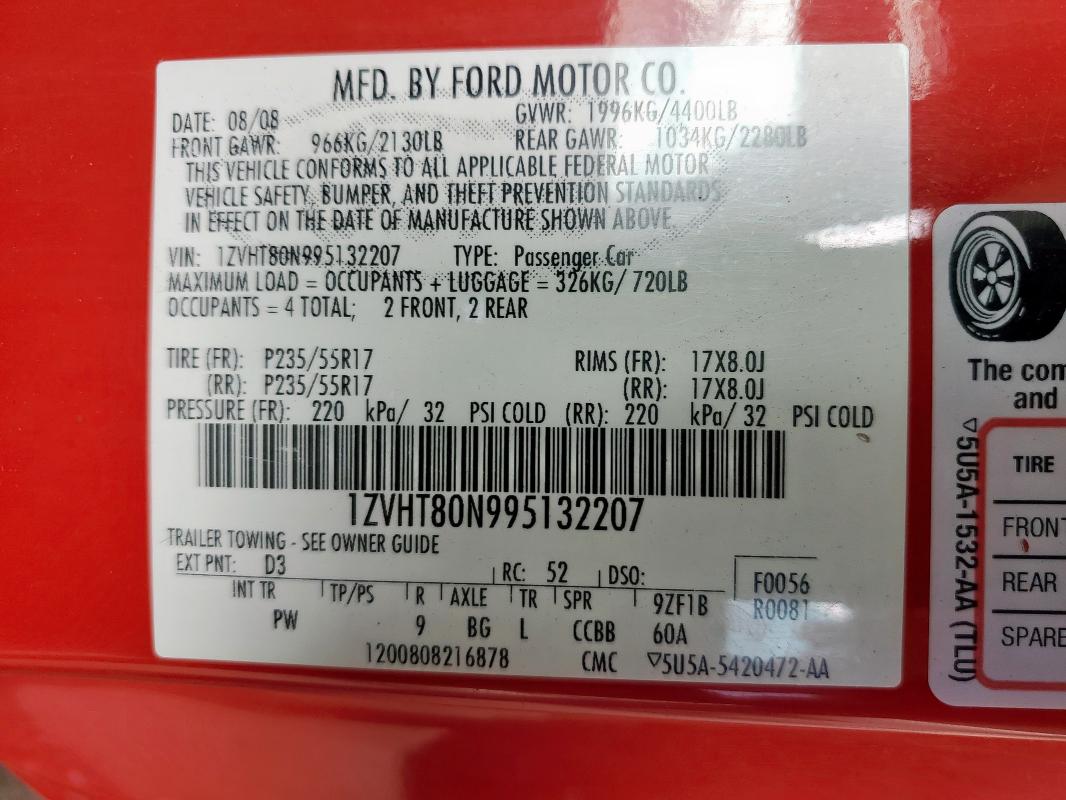 MFD. BY FORD MOTOR CO.
DATE: 08/08 GVWR: 1996KG/4400LB
FRONT GAWR: 966KG/2130LB REAR GAWR: 1034KG/2280LB
THIS VEHICLE CONFORMS TO ALL APPLICABLE FEDERAL MOTOR
VEHICLE SAFETY, BUMPER, AND THEFT PREVENTION STANDARDS
IN EFFECT ON THE DATE OF MANUFACTURE SHOWN ABOVE.
VIN: 1ZVHT80N995132207 TYPE: Passenger Car
MAXIMUM LOAD = OCCUPANTS + LUGGAGE = 326KG/ 720LB
OCCUPANTS = 4 TOTAL; 2 FRONT, 2 REAR
TIRE (FR): P235/55R17 RIMS (FR): 17X8.0J
(RR): P235/55R17 (RR): 17X8.0J
PRESSURE (FR): 220 kPa/ 32 PSI COLD (RR): 220 kPa/ 32 PSI COLD
1ZVHT80N995132207
TRAILER TOWING - SEE OWNER GUIDE
EXT PNT: D3 RC: 52 DSO: F0056
INT TR TP/PS R AXLE TR SPR 9ZF1B R0081
PW 9 BG L CCBB 60A
1200808216878 CMC ▽5U5A-5420472-AA
The com
and
▽5U5A-1532-AA (TLU)
TIRE
FRONT
REAR
SPARE